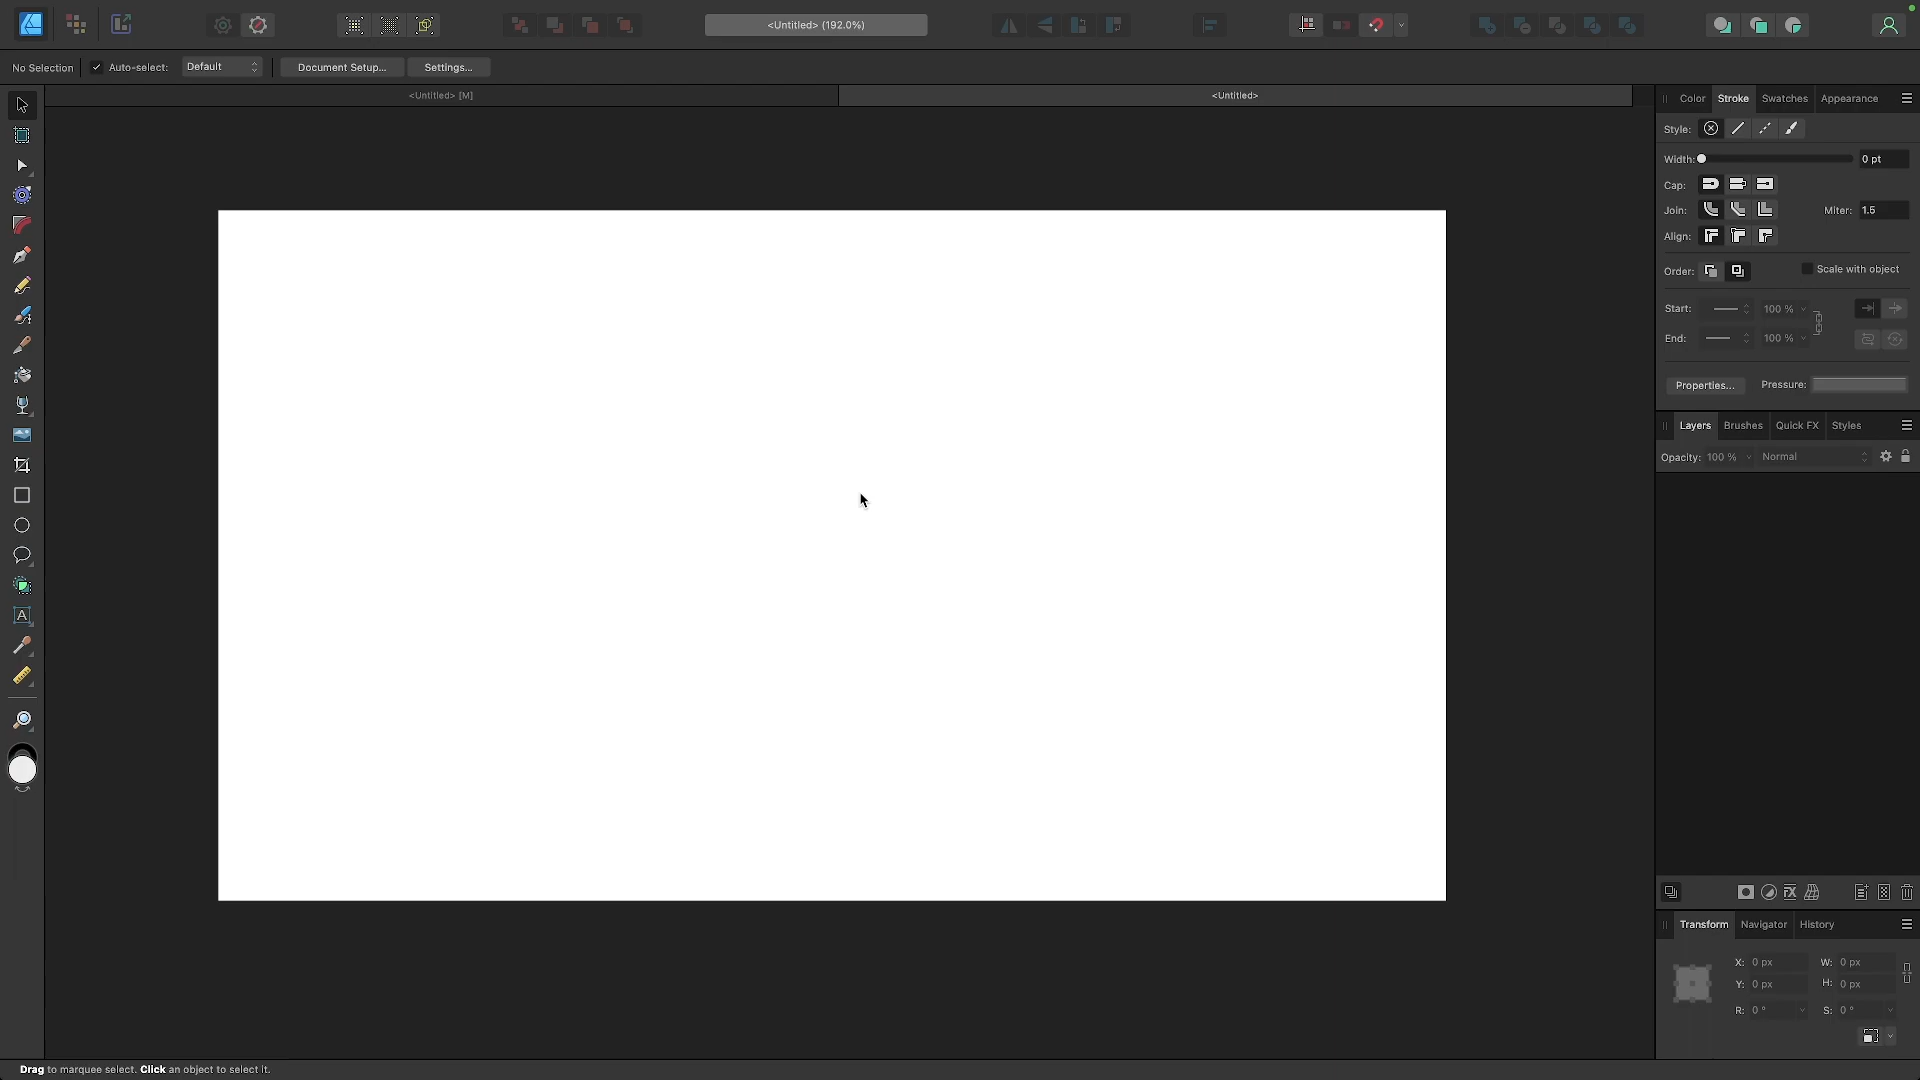 <Untitled> (192.0%)
No Selection
Auto-select:
Default
Document Setup...
Settings...
<Untitled> [M]
<Untitled>
Color
Stroke
Swatches
Appearance
Style:
Width:
0 pt
Cap:
Join:
Miter:
1.5
Align:
Order:
Scale with object
Start:
100 %
End:
100 %
Properties...
Pressure:
Layers
Brushes
Quick FX
Styles
Opacity:
100 %
Normal
Transform
Navigator
History
X: 0 px
W: 0 px
Y: 0 px
H: 0 px
R: 0 °
S: 0 °
Drag to marquee select. Click an object to select it.